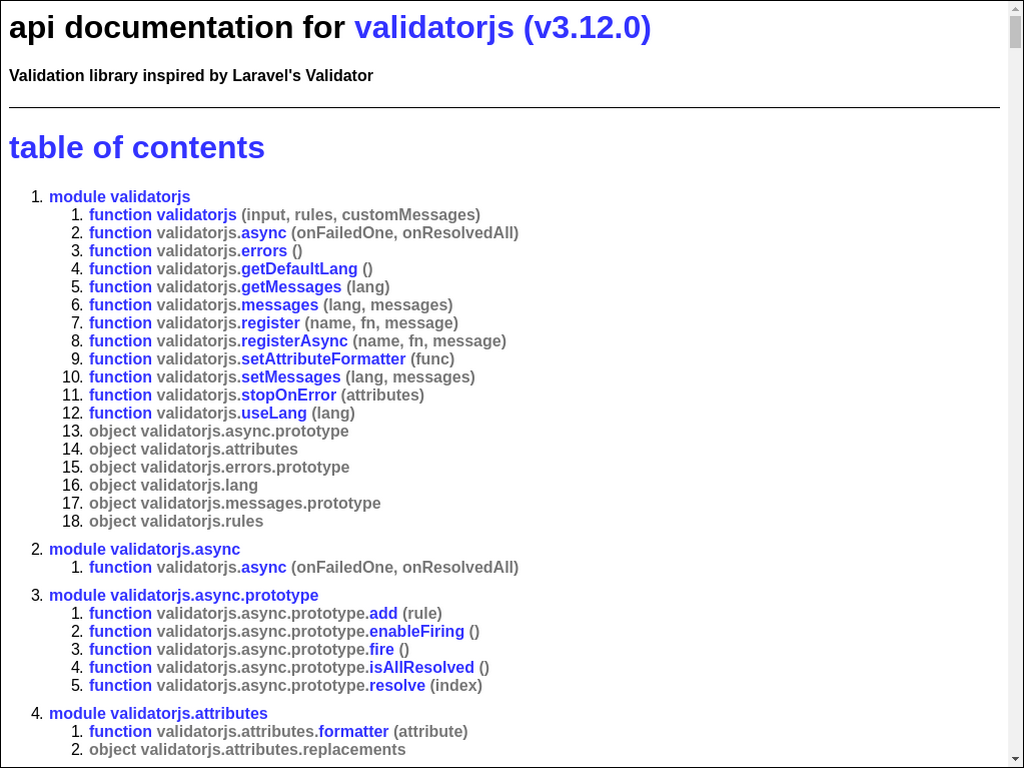 api documentation for validatorjs (v3.12.0)
Validation library inspired by Laravel's Validator
table of contents
1. module validatorjs
1. function validatorjs (input, rules, customMessages)
2. function validatorjs.async (onFailedOne, onResolvedAll)
3. function validatorjs.errors ()
4. function validatorjs.getDefaultLang ()
5. function validatorjs.getMessages (lang)
6. function validatorjs.messages (lang, messages)
7. function validatorjs.register (name, fn, message)
8. function validatorjs.registerAsync (name, fn, message)
9. function validatorjs.setAttributeFormatter (func)
10. function validatorjs.setMessages (lang, messages)
11. function validatorjs.stopOnError (attributes)
12. function validatorjs.useLang (lang)
13. object validatorjs.async.prototype
14. object validatorjs.attributes
15. object validatorjs.errors.prototype
16. object validatorjs.lang
17. object validatorjs.messages.prototype
18. object validatorjs.rules
2. module validatorjs.async
1. function validatorjs.async (onFailedOne, onResolvedAll)
3. module validatorjs.async.prototype
1. function validatorjs.async.prototype.add (rule)
2. function validatorjs.async.prototype.enableFiring ()
3. function validatorjs.async.prototype.fire ()
4. function validatorjs.async.prototype.isAllResolved ()
5. function validatorjs.async.prototype.resolve (index)
4. module validatorjs.attributes
1. function validatorjs.attributes.formatter (attribute)
2. object validatorjs.attributes.replacements